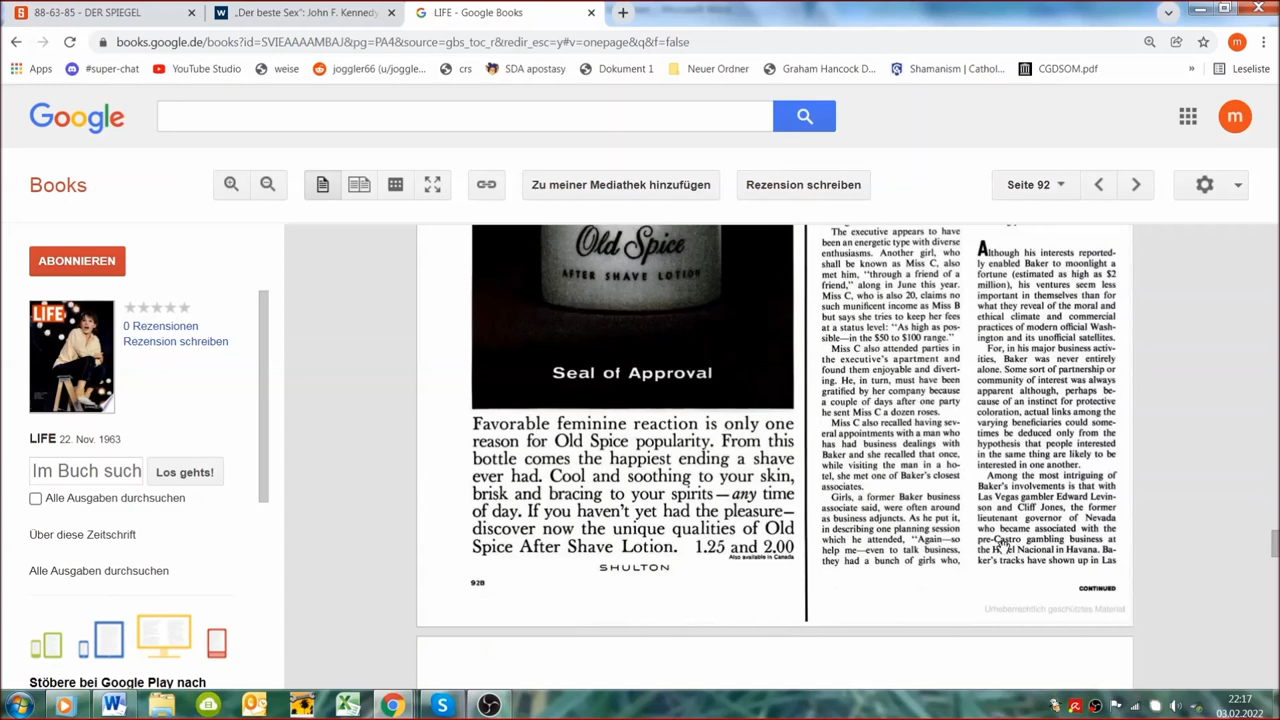 88-63-85 - DER SPIEGEL
„Der beste Sex": John F. Kennedy
LIFE - Google Books
books.google.de/books?id=SVIEAAAAMBAJ&pg=PA4&source=gbs_toc_r&redir_esc=y#v=onepage&q&f=false
m
Apps
#super-chat
YouTube Studio
weise
joggler66 (u/joggle...
crs
SDA apostasy
Dokument 1
Neuer Ordner
Graham Hancock D...
Shamanism | Cathol...
CGDSOM.pdf
»
Leseliste
Google
m
Books
Zu meiner Mediathek hinzufügen
Rezension schreiben
Seite 92
ABONNIEREN
LIFE
0 Rezensionen
Rezension schreiben
LIFE 22. Nov. 1963
Im Buch such
Los gehts!
Alle Ausgaben durchsuchen
Über diese Zeitschrift
Alle Ausgaben
Stöbere bei Google Play nach
Old Spice
AFTER SHAVE LOTION
Seal of Approval
Favorable feminine reaction is only one
reason for Old Spice popularity. From this
bottle comes the happiest ending a shave
ever had. Cool and soothing to your skin,
brisk and bracing to your spirits—any time
of day. If you haven't yet had the pleasure—
discover now the unique qualities of Old
Spice After Shave Lotion. 1.25 and 2.00
Also available in Canada
SHULTON
92B
The executive appears to have
been an energetic type with diverse
enthusiasms. Another girl, who
shall be known as Miss C, also
met him, "through a friend of a
friend," along in June this year.
Miss C, who is also 20, claims no
such munificent income as Miss B
but says she tries to keep her fees
at a status level: "As high as pos-
sible—in the $50 to $100 range."
Miss C also attended parties in
the executive's apartment and
found them enjoyable and divert-
ing. He, in turn, must have been
gratified by her company because
a couple of days after one party
he sent Miss C a dozen roses.
Miss C also recalled having sev-
eral appointments with a man who
has had business dealings with
Baker and she recalled that once,
while visiting the man in a ho-
tel, she met one of Baker's closest
associates.
Girls, a former Baker business
associate said, were often around
as business adjuncts. As he put it,
in describing one planning session
which he attended, "Again—so
help me—even to talk business,
they had a bunch of girls who,
Although his interests reported-
ly enabled Baker to moonlight a
fortune (estimated as high as $2
million), his ventures seem less
important in themselves than for
what they reveal of the moral and
ethical climate and commercial
practices of modern official Wash-
ington and its unofficial satellites.
For, in his major business activ-
ities, Baker was never entirely
alone. Some sort of partnership or
community of interest was always
apparent although, perhaps be-
cause of an instinct for protective
coloration, actual links among the
varying beneficiaries could some-
times be deduced only from the
hypothesis that people interested
in the same thing are likely to be
interested in one another.
Among the most intriguing of
Baker's involvements is that with
Las Vegas gambler Edward Levin-
son and Cliff Jones, the former
lieutenant governor of Nevada
who became associated with the
pre-Castro gambling business at
the Nacional in Havana. Ba-
ker's tracks have shown up in Las
CONTINUED
Urheberrechtlich geschütztes Material
22:17
03.02.2022